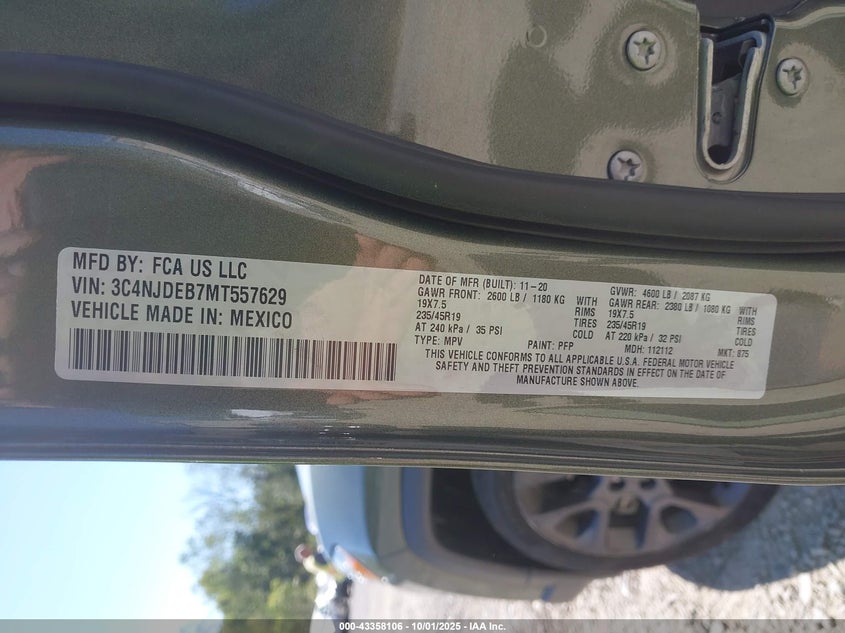 MFD BY: FCA US LLC
VIN: 3C4NJDEB7MT557629
VEHICLE MADE IN: MEXICO
DATE OF MFR (BUILT): 11-20
GVWR: 4600 LB / 2087 KG
GAWR FRONT: 2600 LB / 1180 KG WITH
GAWR REAR: 2380 LB / 1080 KG WITH
19X7.5 RIMS
19X7.5 RIMS
235/45R19 TIRES
235/45R19 TIRES
AT 240 kPa / 35 PSI COLD
AT 220 kPa / 32 PSI COLD
TYPE: MPV PAINT: PFP MDH: 112112 MKT: 875
THIS VEHICLE CONFORMS TO ALL APPLICABLE U.S.A. FEDERAL MOTOR VEHICLE
SAFETY AND THEFT PREVENTION STANDARDS IN EFFECT ON THE DATE OF
MANUFACTURE SHOWN ABOVE.
000-43358106 - 10/01/2025 - © IAA Inc.